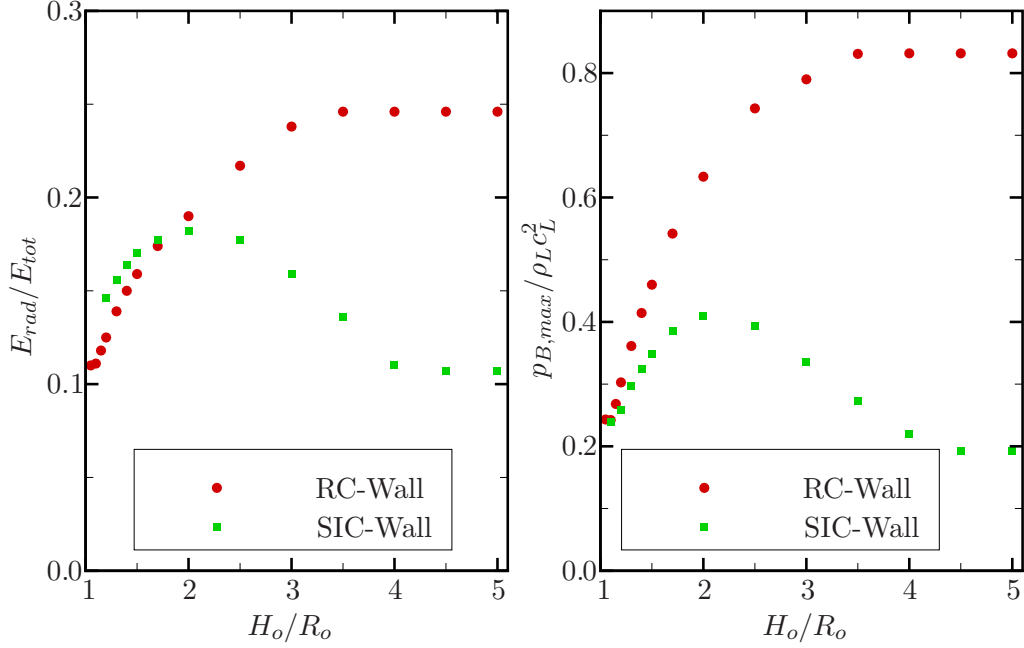 E_{rad}/E_{tot}
0.3
0.2
0.1
0.0
RC-Wall
SIC-Wall
1 2 3 4 5
H_o/R_o
p_{B,max}/ρ_L c_L^2
0.8
0.6
0.4
0.2
0.0
RC-Wall
SIC-Wall
1 2 3 4 5
H_o/R_o